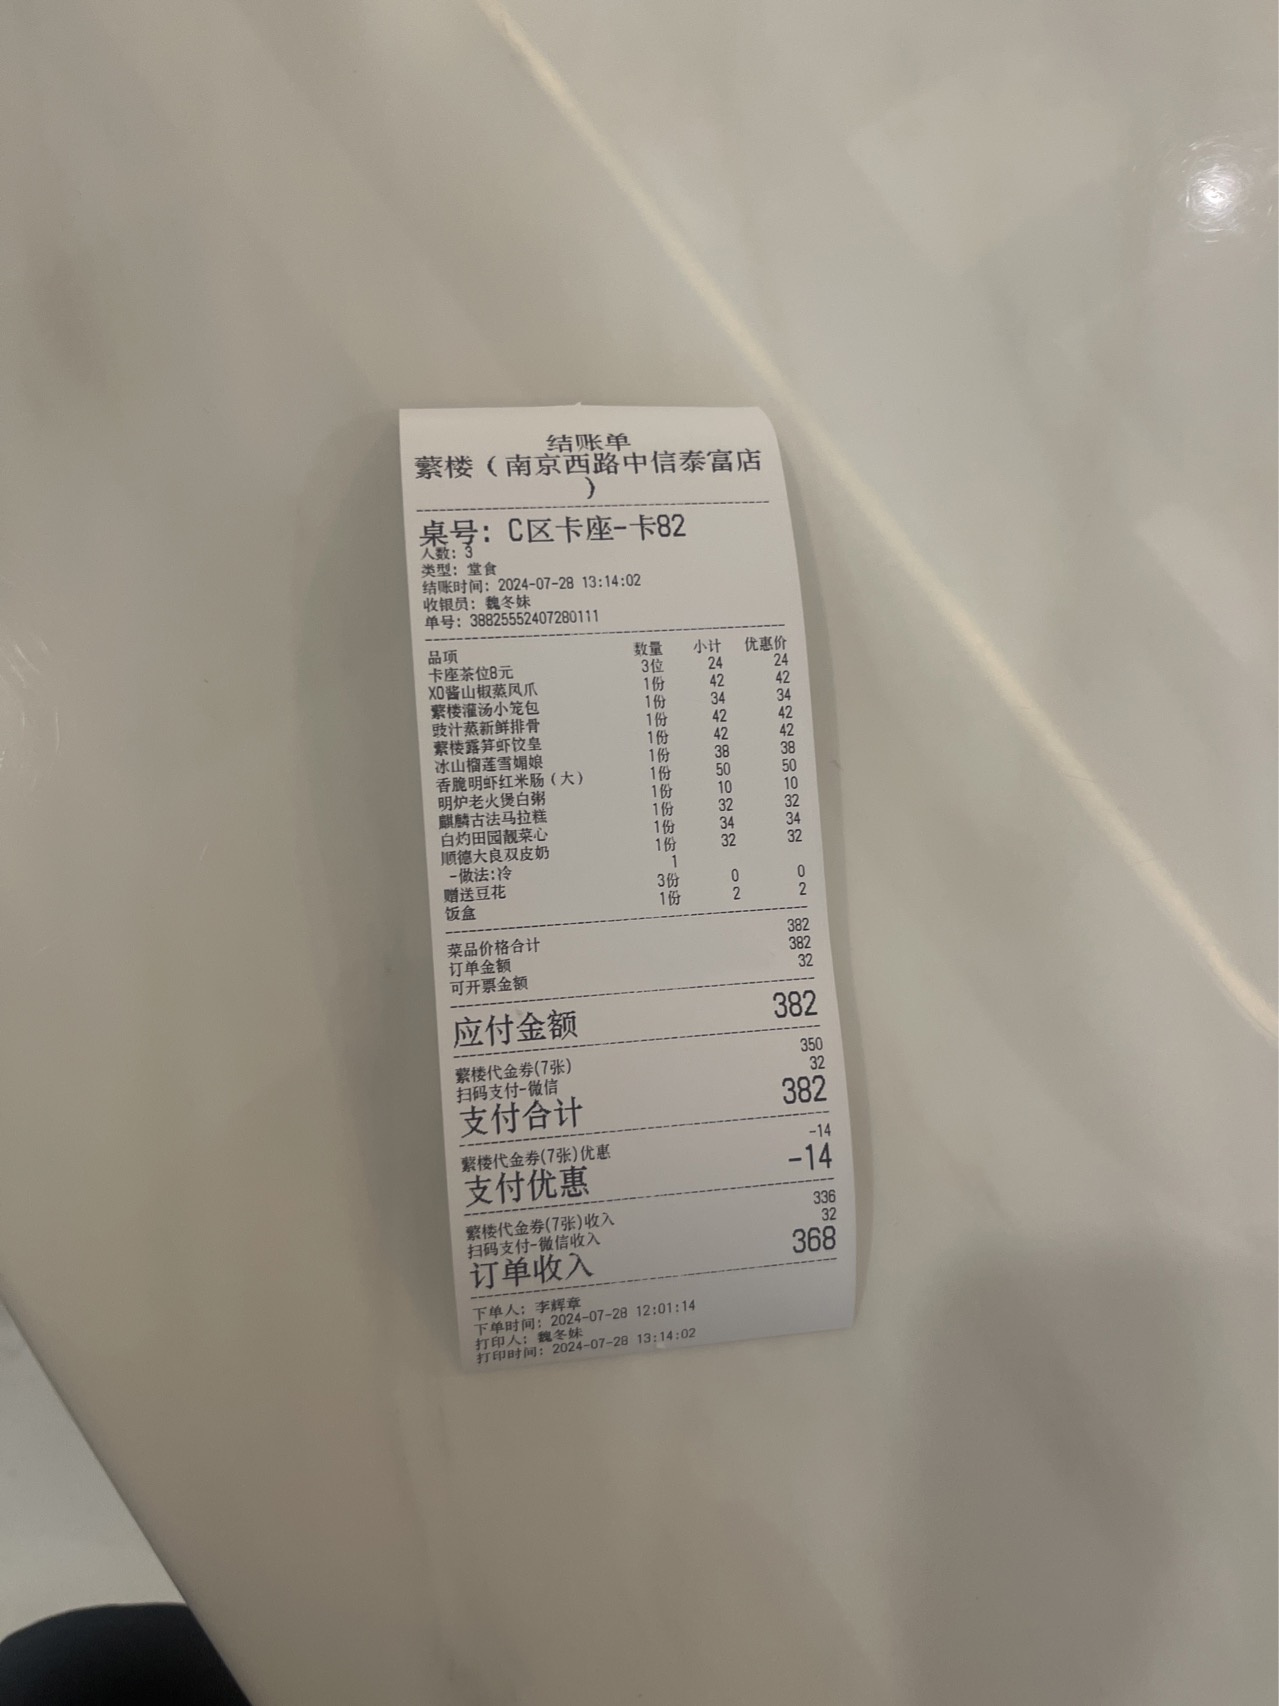 结账单
蘩楼（南京西路中信泰富店
）
桌号：C区卡座-卡82
人数：3
类型：堂食
结账时间：2024-07-28 13:14:02
收银员：魏冬妹
单号：38825552407280111
品项 数量 小计 优惠价
卡座茶位8元 3位 24 24
XO酱山椒蒸凤爪 1份 42 42
蘩楼灌汤小笼包 1份 34 34
豉汁蒸新鲜排骨 1份 42 42
蘩楼露笋虾饺皇 1份 42 42
冰山榴莲雪媚娘 1份 38 38
香脆明虾红米肠（大） 1份 50 50
明炉老火煲白粥 1份 10 10
麒麟古法马拉糕 1份 32 32
白灼田园靓菜心 1份 34 34
顺德大良双皮奶 1份 32 32
-做法:冷 1
赠送豆花 3份 0 0
饭盒 1份 2 2
菜品价格合计 382
订单金额 382
可开票金额 32
应付金额 382
蘩楼代金券(7张) 350
扫码支付-微信 32
支付合计 382
蘩楼代金券(7张)优惠 -14
支付优惠 -14
蘩楼代金券(7张)收入 336
扫码支付-微信收入 32
订单收入 368
下单人：李辉章
下单时间：2024-07-28 12:01:14
打印人：魏冬妹
打印时间：2024-07-28 13:14:02